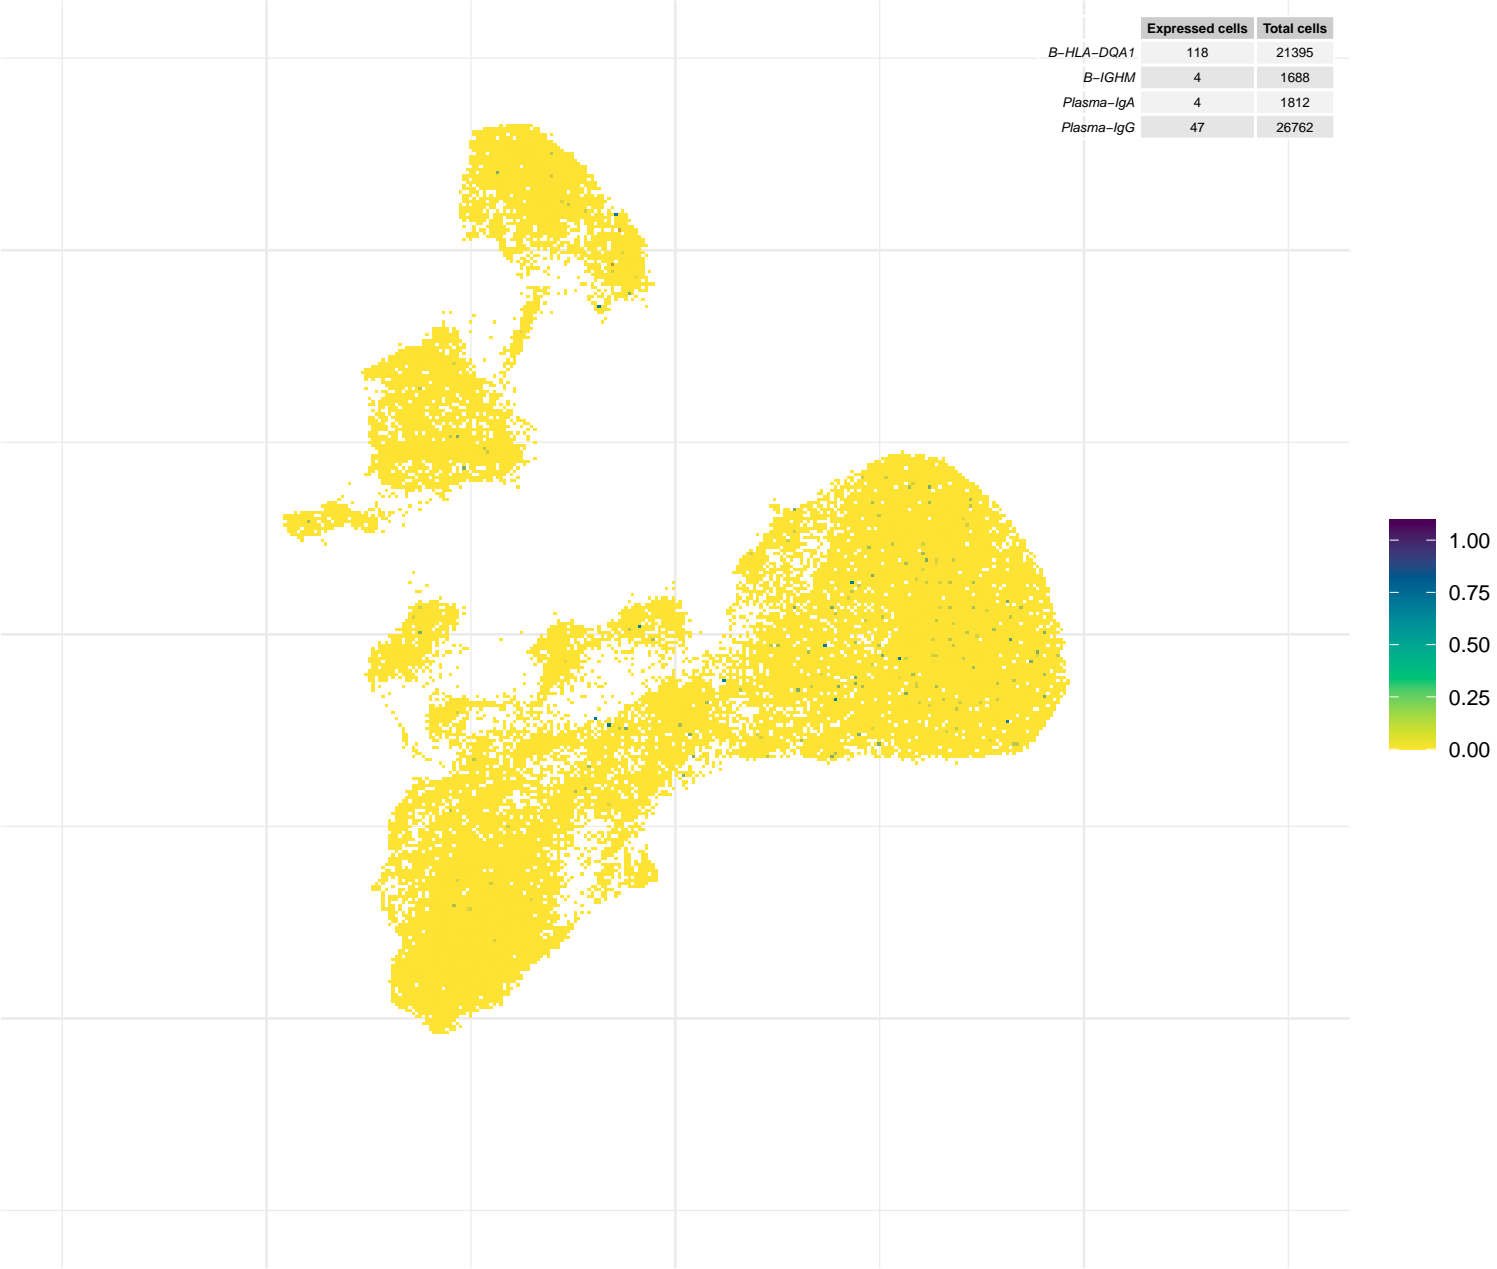 Expressed cells Total cells
B−HLA−DQA1 118 21395
B−IGHM 4 1688
Plasma−IgA 4 1812
Plasma−IgG 47 26762
1.00
0.75
0.50
0.25
0.00